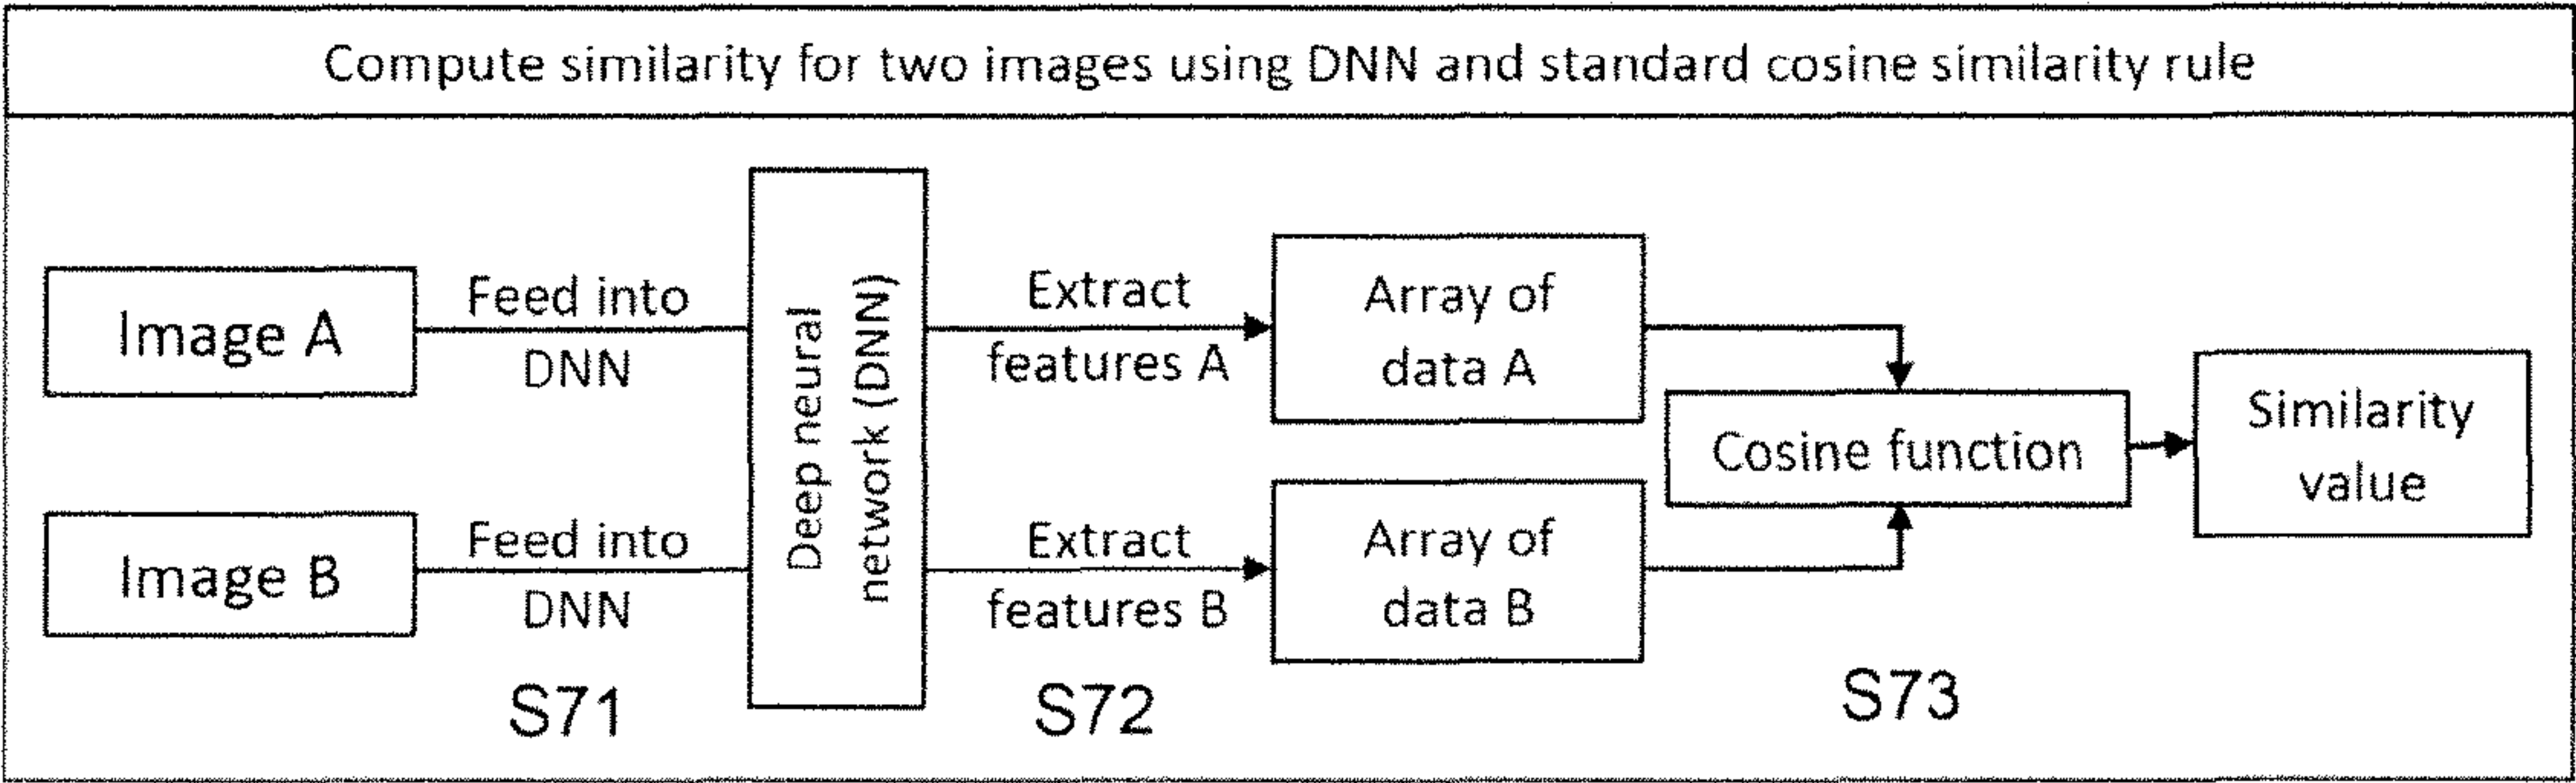 Compute similarity for two images using DNN and standard cosine similarity rule
Image A
Feed into
DNN
Deep neural
network (DNN)
Extract
features A
Array of
data A
Cosine function
Similarity
value
Image B
Feed into
DNN
Extract
features B
Array of
data B
S71
S72
S73